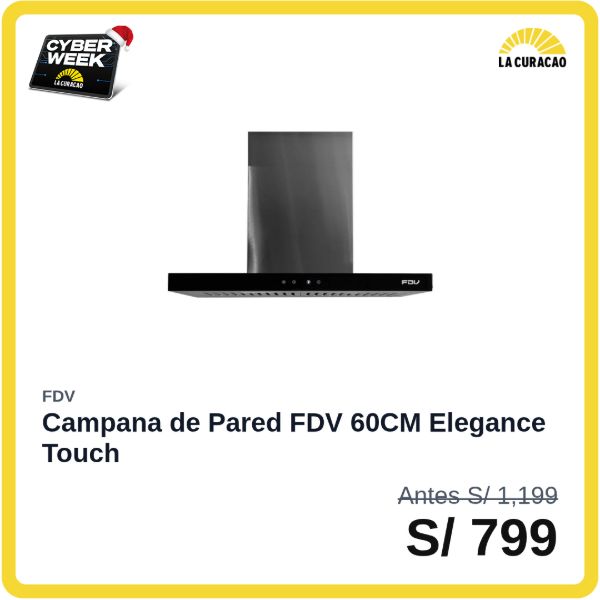 CYBER
WEEK
LA CURACAO
LA CURACAO
FDV
FDV
Campana de Pared FDV 60CM Elegance
Touch
Antes S/ 1,199
S/ 799